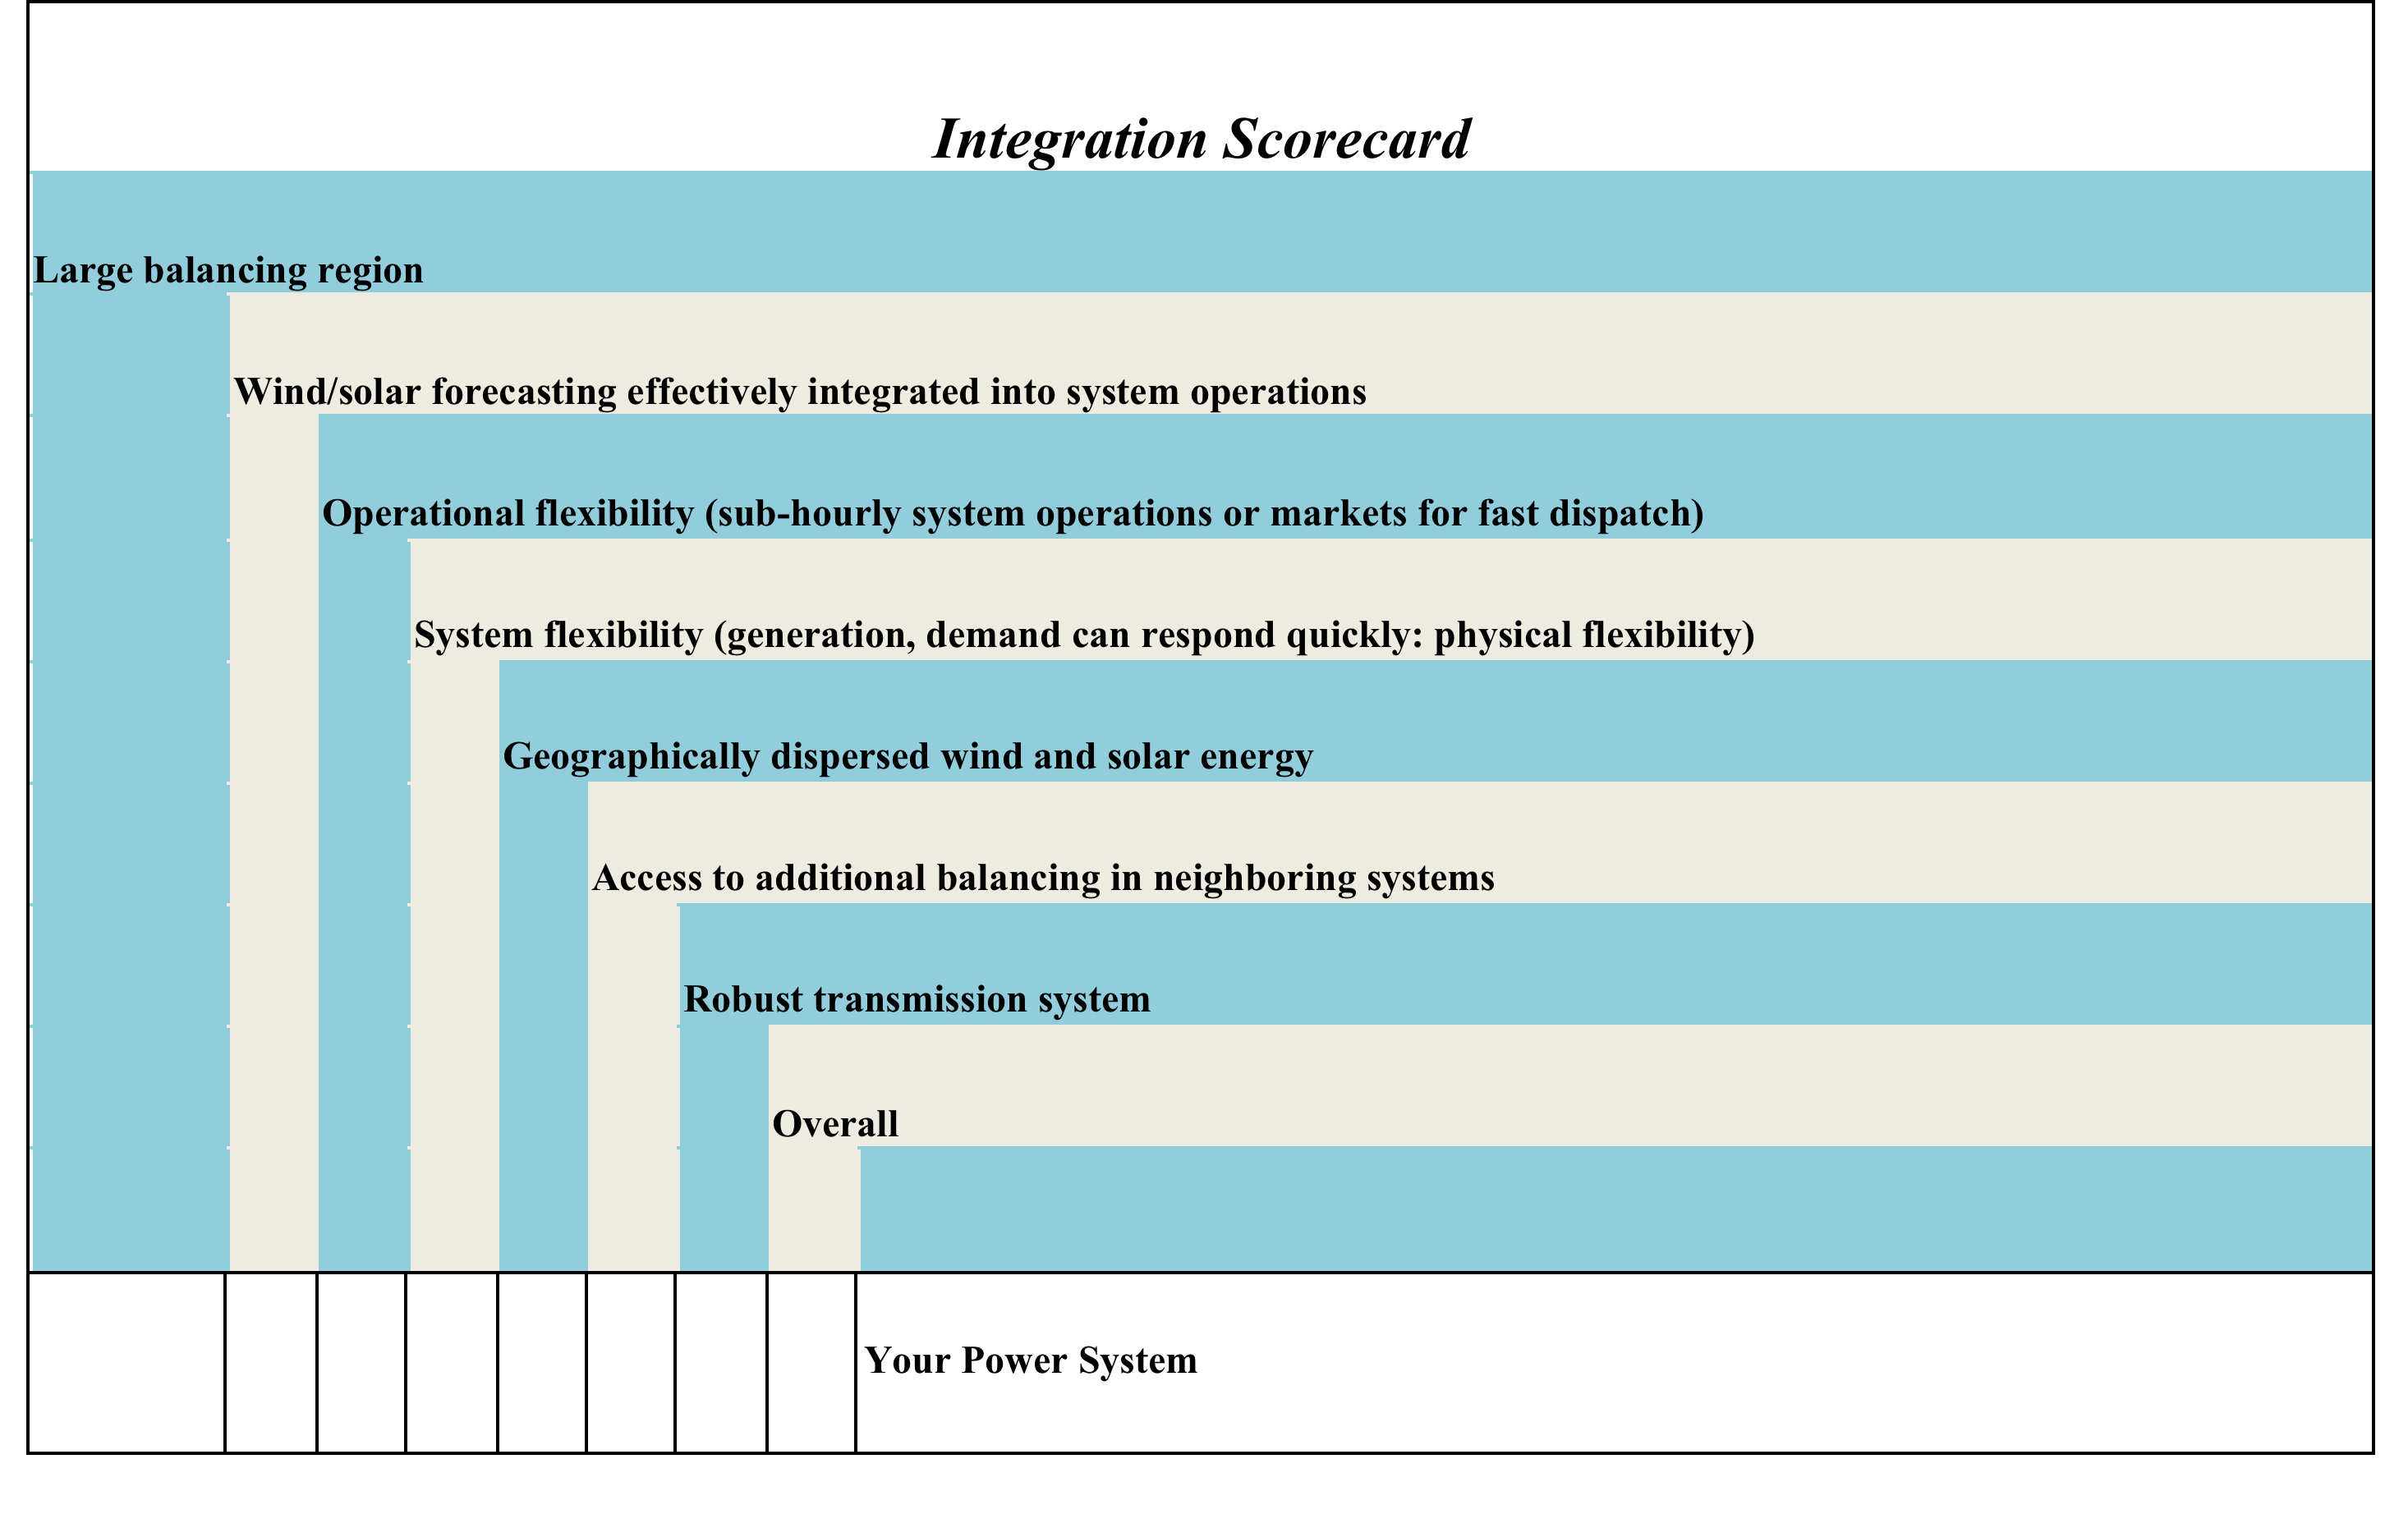 Integration Scorecard
Large balancing region
Wind/solar forecasting effectively integrated into system operations
Operational flexibility (sub-hourly system operations or markets for fast dispatch)
System flexibility (generation, demand can respond quickly: physical flexibility)
Geographically dispersed wind and solar energy
Access to additional balancing in neighboring systems
Robust transmission system
Overall
Your Power System